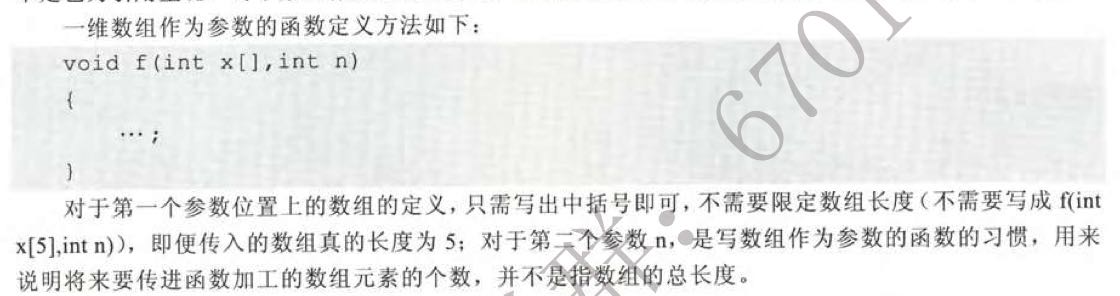 一维数组作为参数的函数定义方法如下：
void f(int x[],int n)
{
… ;
}
对于第一个参数位置上的数组的定义，只需写出中括号即可，不需要限定数组长度（不需要写成 f(int
x[5],int n)），即便传入的数组真的长度为 5；对于第二个参数 n，是写数组作为参数的函数的习惯，用来
说明将来要传进函数加工的数组元素的个数，并不是指数组的总长度。
群：6701